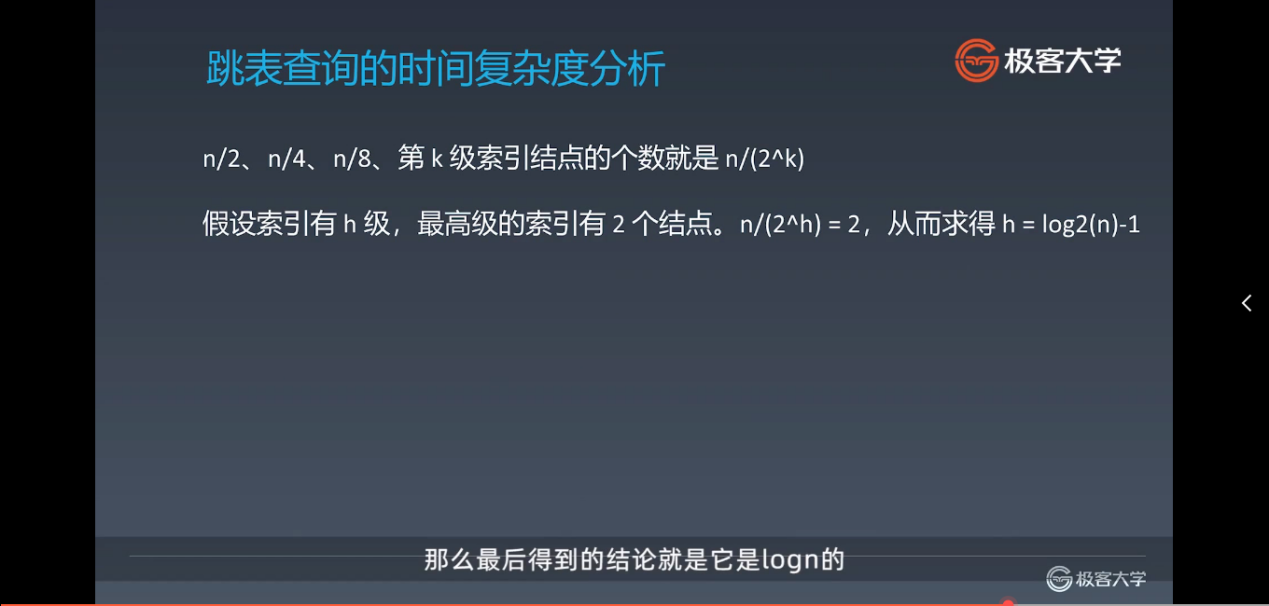 跳表查询的时间复杂度分析
极客大学
n/2、n/4、n/8、第 k 级索引结点的个数就是 n/(2^k)
假设索引有 h 级，最高级的索引有 2 个结点。n/(2^h) = 2，从而求得 h = log2(n)-1
那么最后得到的结论就是它是logn的
极客大学